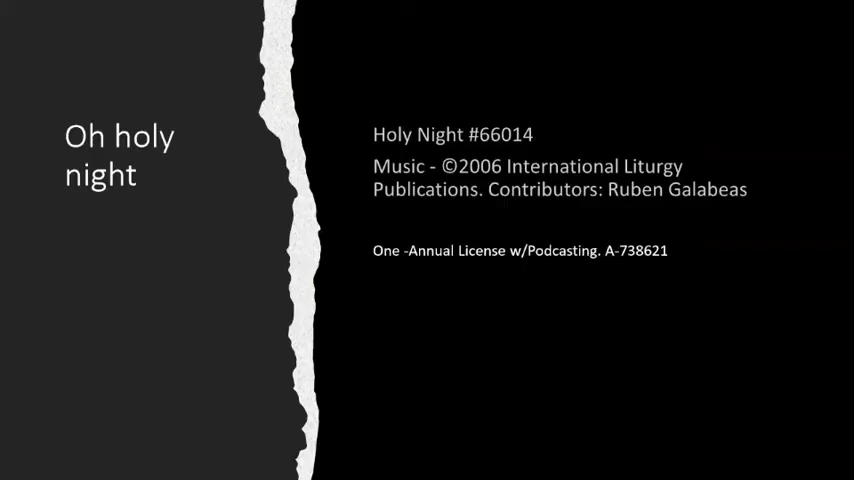 Oh holy
night
Holy Night #66014
Music - ©2006 International Liturgy
Publications. Contributors: Ruben Galabeas
One -Annual License w/Podcasting. A-738621